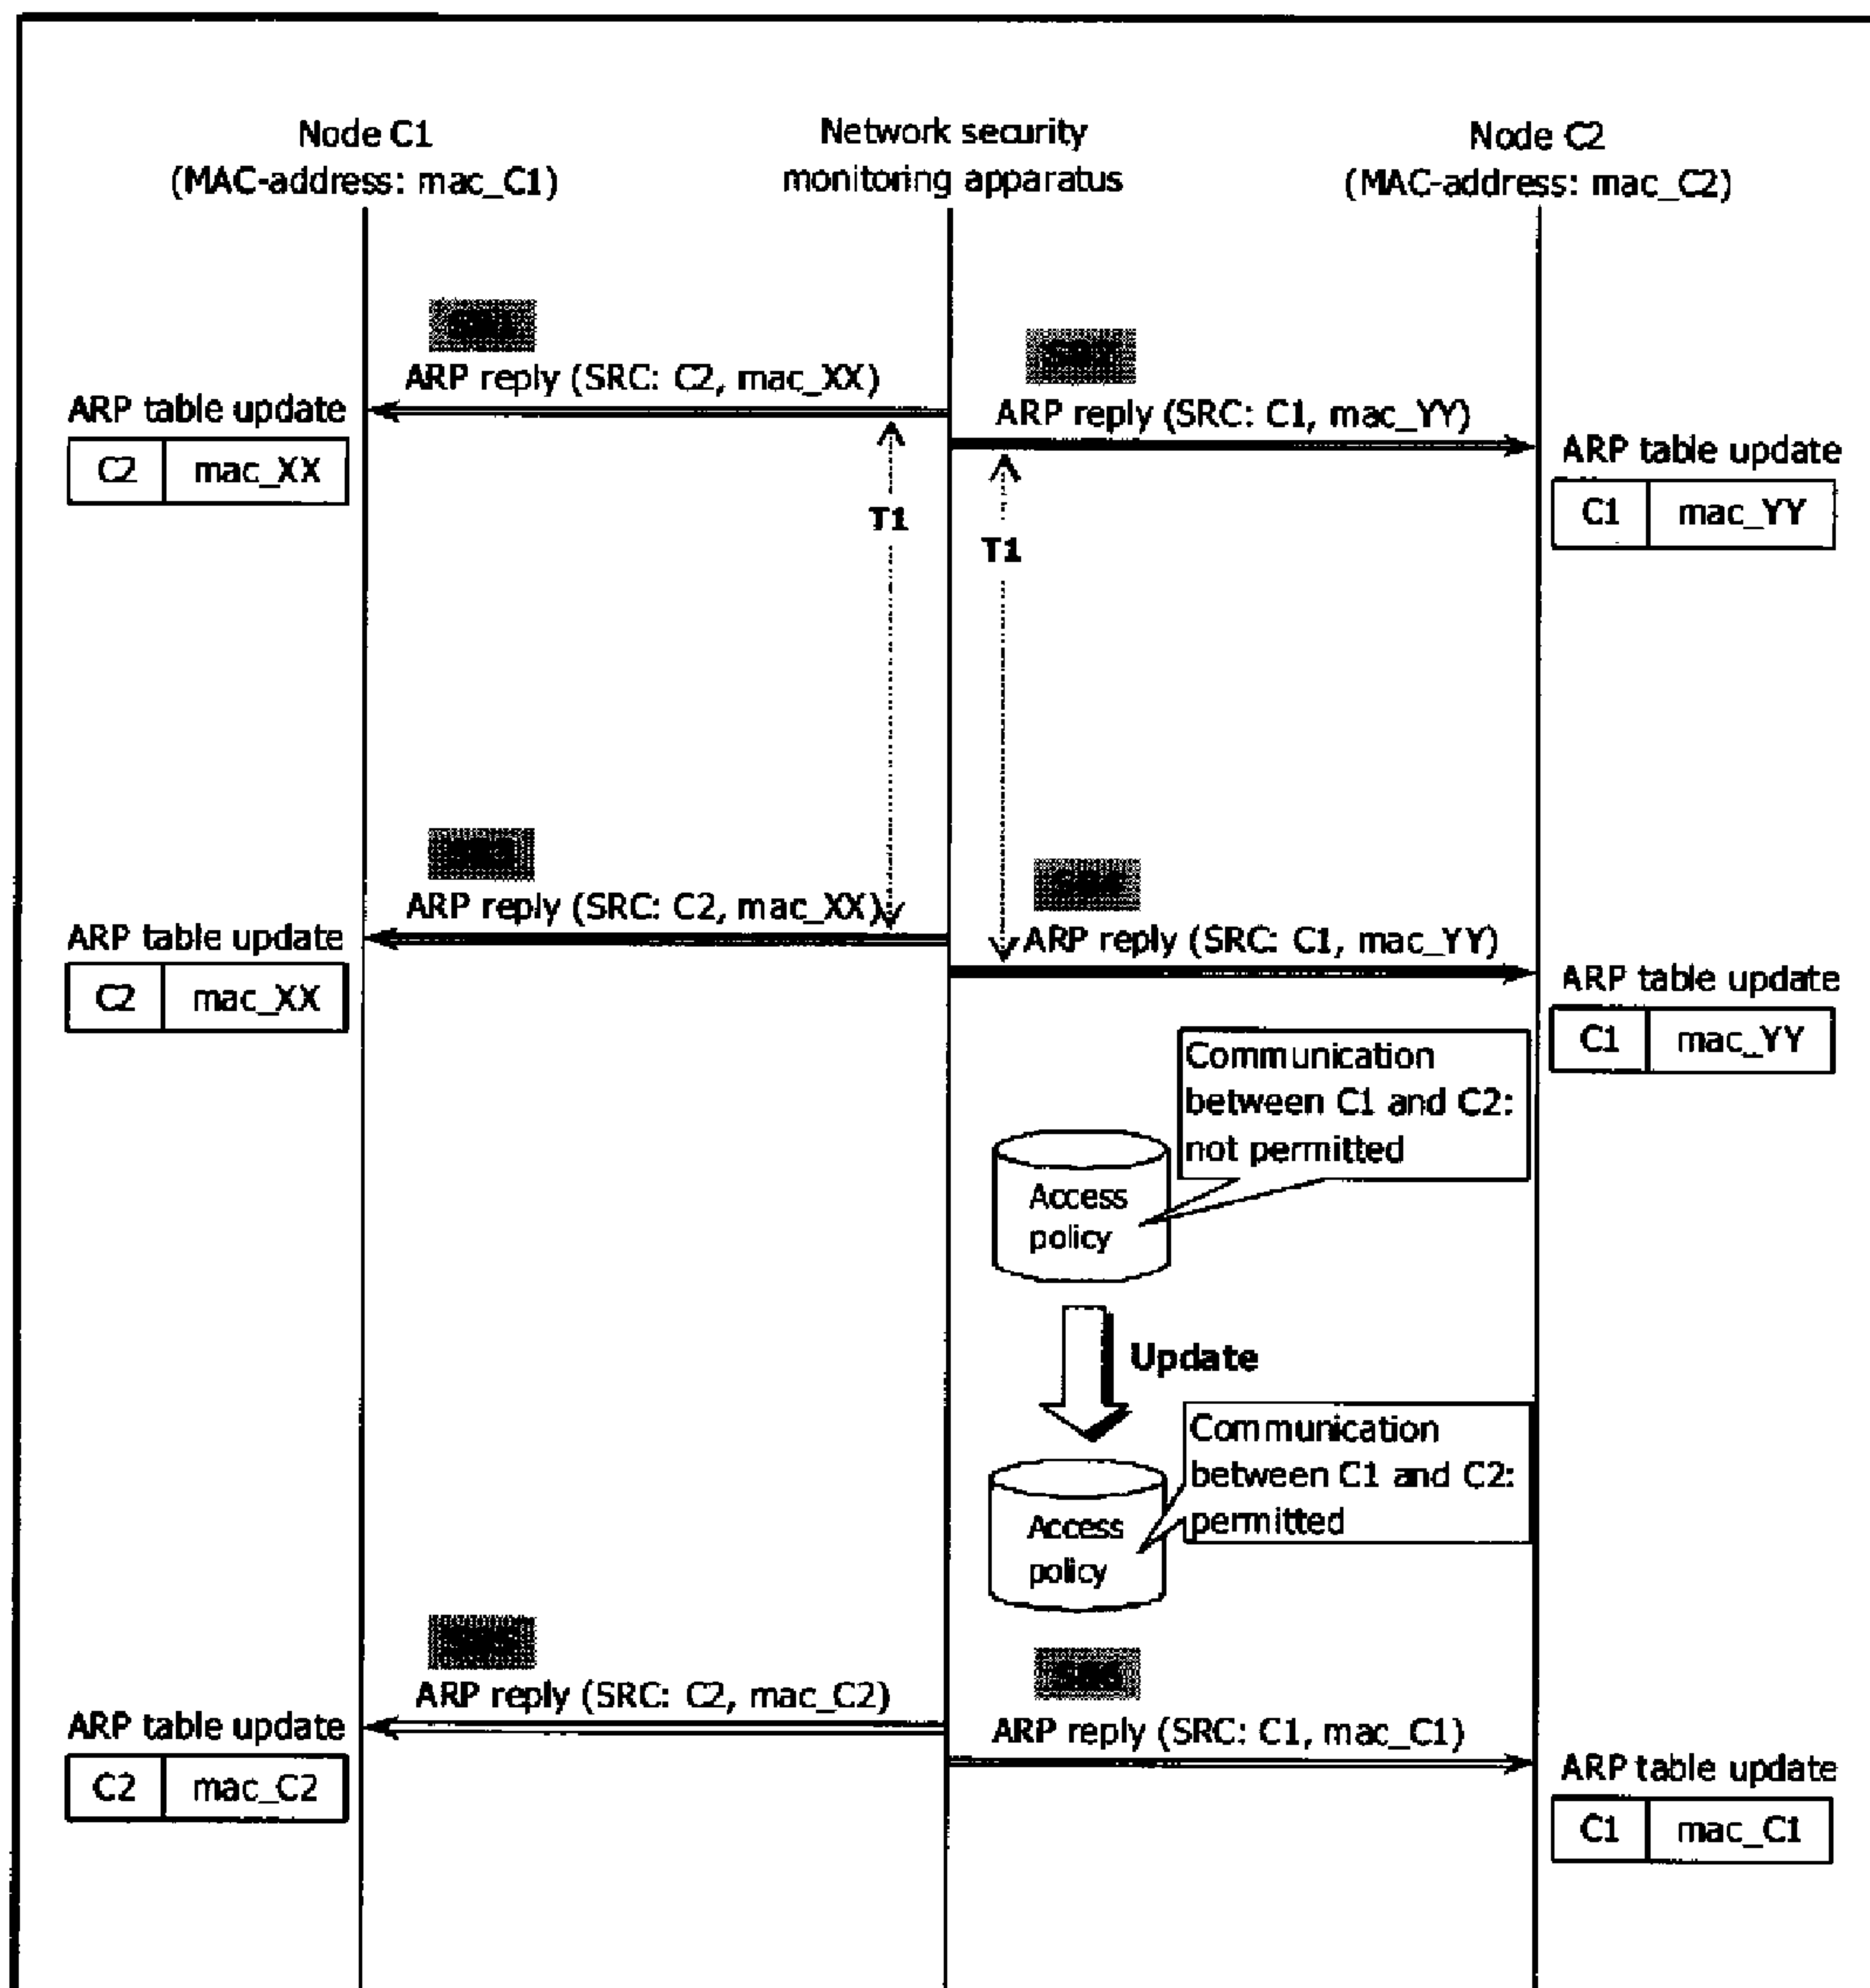 Node C1
(MAC-address: mac_C1)
Network security
monitoring apparatus
Node C2
(MAC-address: mac_C2)
ARP reply (SRC: C2, mac_XX)
ARP table update
C2 mac_XX
ARP reply (SRC: C1, mac_YY)
ARP table update
C1 mac_YY
T1
T1
ARP reply (SRC: C2, mac_XX)
ARP table update
C2 mac_XX
ARP reply (SRC: C1, mac_YY)
ARP table update
C1 mac_YY
Communication
between C1 and C2:
not permitted
Access
policy
Update
Communication
between C1 and C2:
permitted
Access
policy
ARP reply (SRC: C2, mac_C2)
ARP table update
C2 mac_C2
ARP reply (SRC: C1, mac_C1)
ARP table update
C1 mac_C1